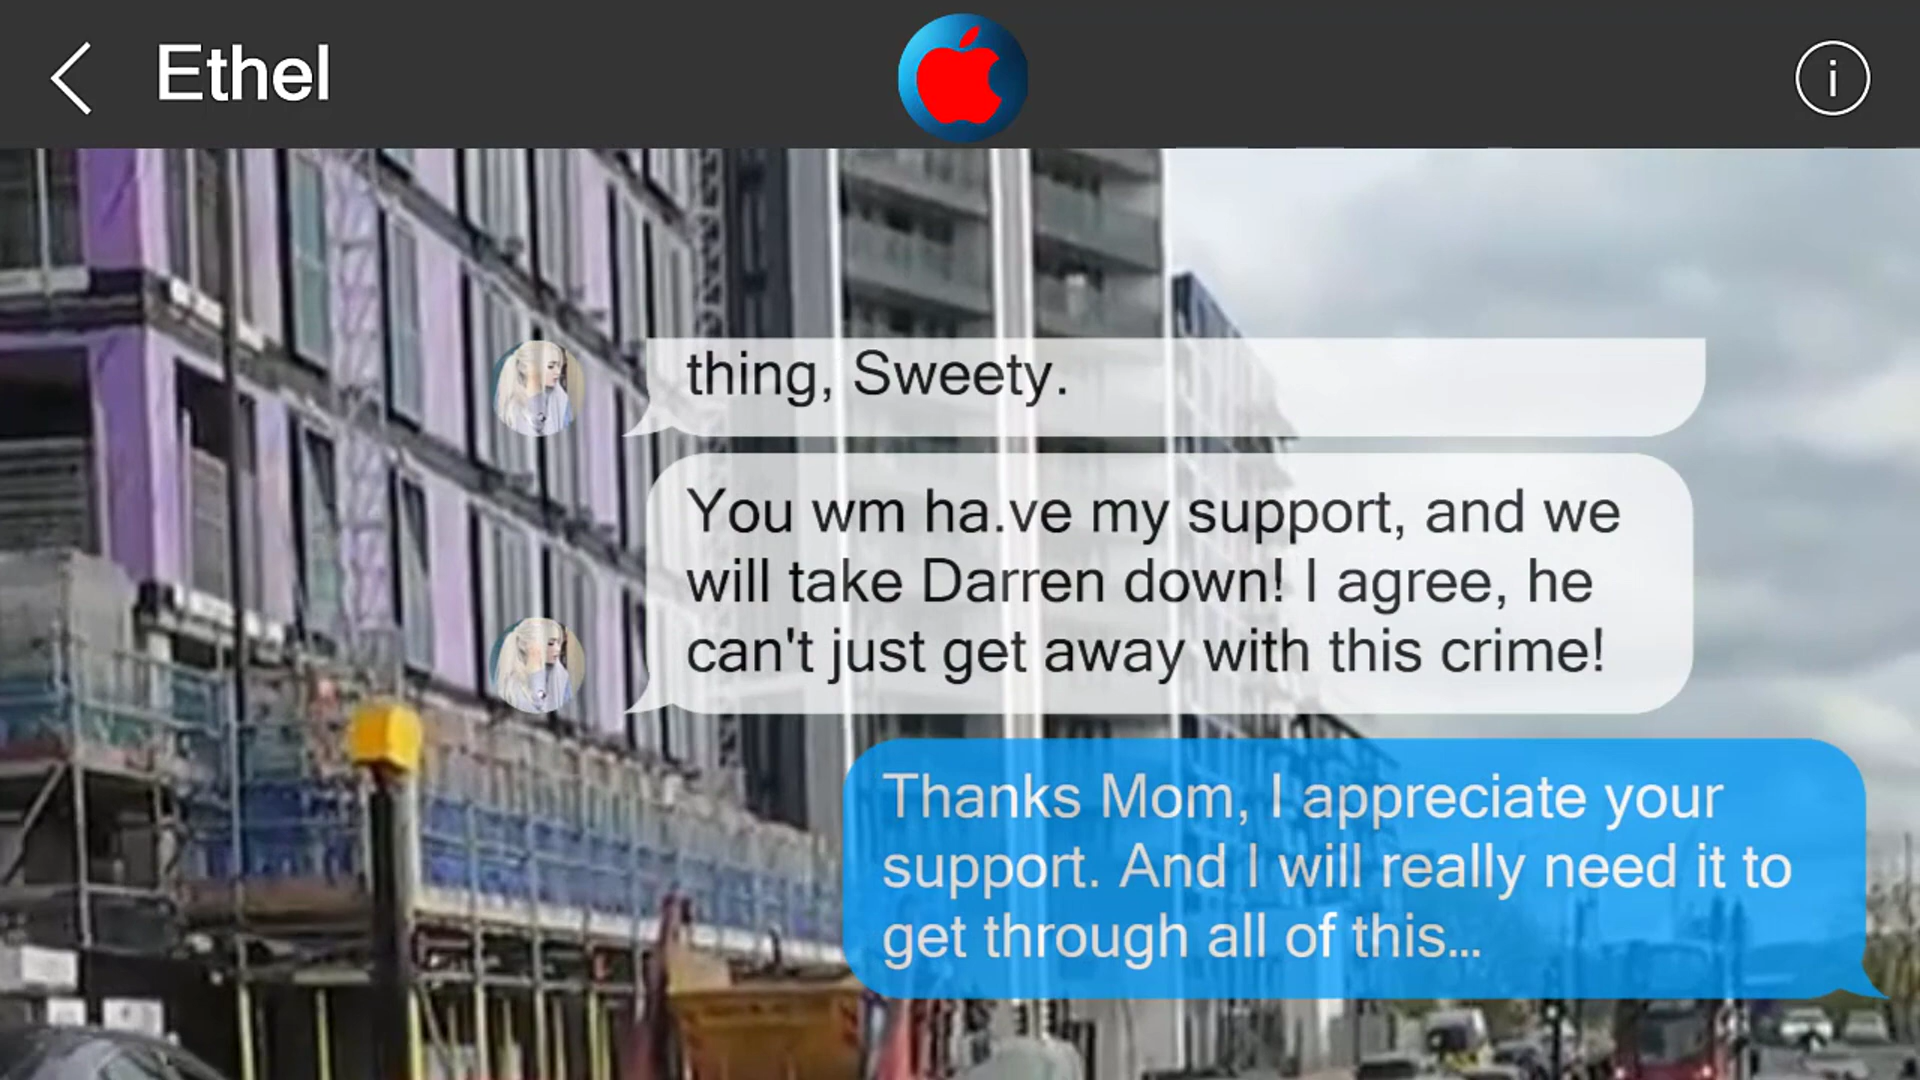 Ethel
thing, Sweety.
You wm ha.ve my support, and we
will take Darren down! I agree, he
can't just get away with this crime!
Thanks Mom, I appreciate your
support. And I will really need it to
get through all of this...